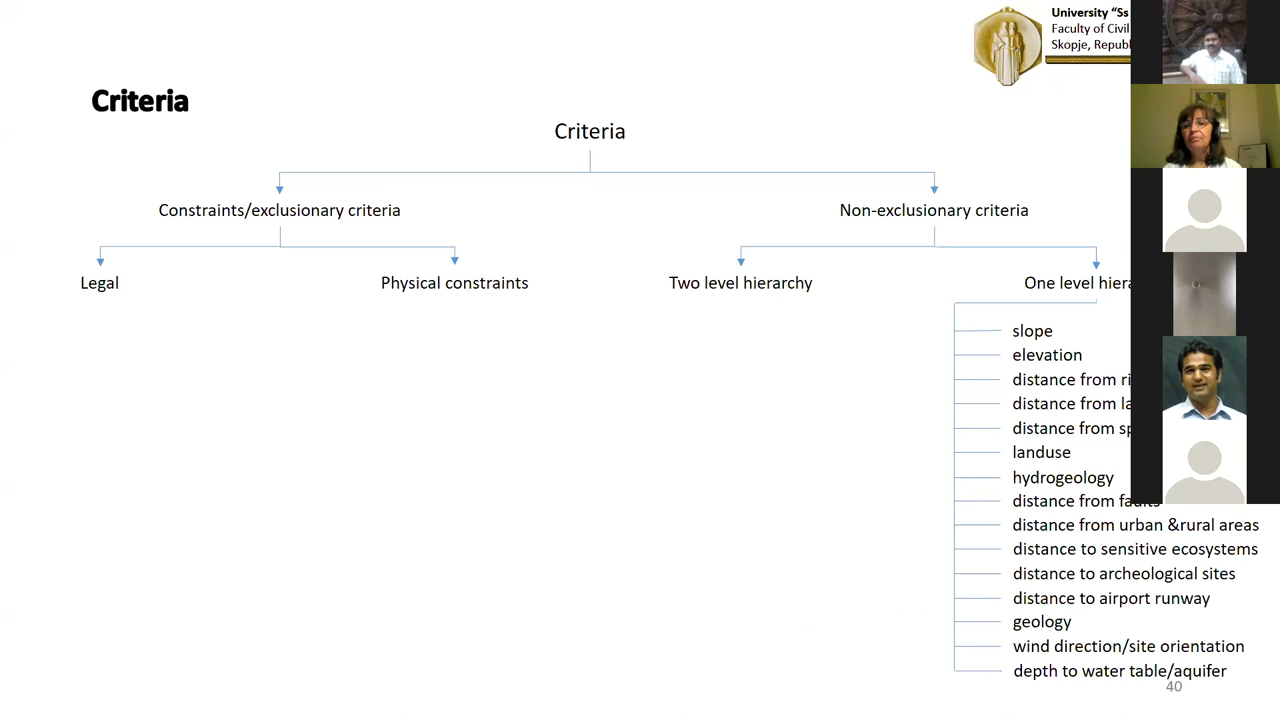 University “Ss
Faculty of Civil
Skopje, Republ
Criteria
Criteria
Constraints/exclusionary criteria
Non-exclusionary criteria
Legal
Physical constraints
Two level hierarchy
One level
slope
elevation
distance from
distance from
distance from
landuse
hydrogeology
distance from faults
distance from urban &rural areas
distance to sensitive ecosystems
distance to archeological sites
distance to airport runway
geology
wind direction/site orientation
depth to water table/aquifer
40